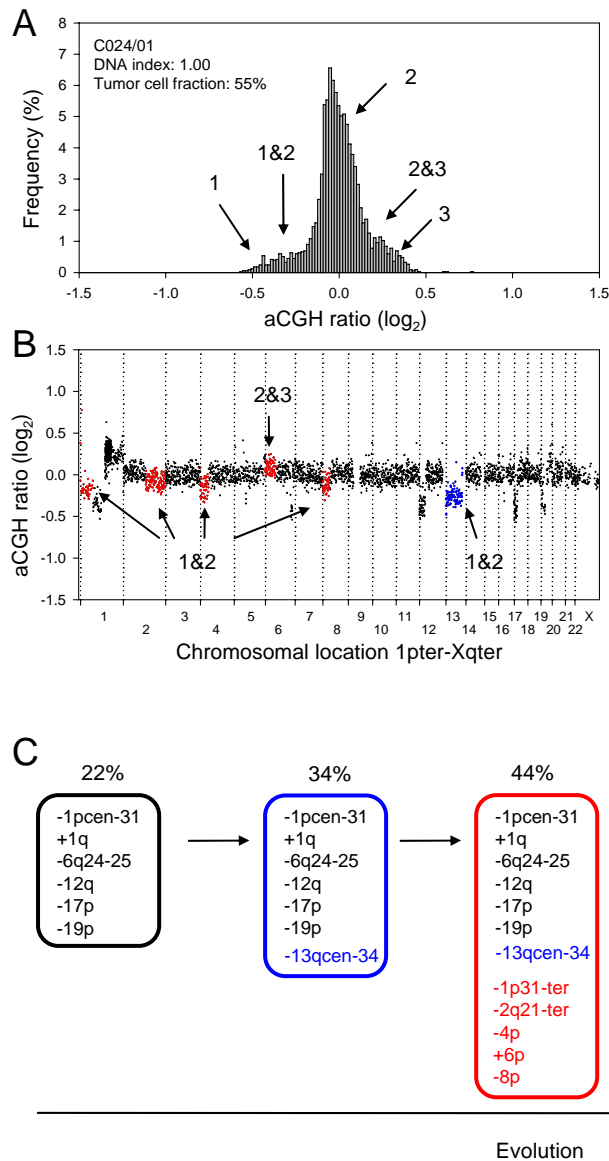 A
C024/01
DNA index: 1.00
Tumor cell fraction: 55%
Frequency (%)
8
7
6
5
4
3
2
1
0
1
1&2
2
2&3
3
-1.5 -1.0 -0.5 0.0 0.5 1.0 1.5
aCGH ratio (log2)
B
aCGH ratio (log2)
1.5
1.0
0.5
0.0
-0.5
-1.0
-1.5
2&3
1&2
1&2
1 3 5 7 9 11 13 15 17 19 21 X
2 4 6 8 10 12 14 16 18 20 22
Chromosomal location 1pter-Xqter
C
22% 34% 44%
-1pcen-31
+1q
-6q24-25
-12q
-17p
-19p
-1pcen-31
+1q
-6q24-25
-12q
-17p
-19p
-13qcen-34
-1pcen-31
+1q
-6q24-25
-12q
-17p
-19p
-13qcen-34
-1p31-ter
-2q21-ter
-4p
+6p
-8p
Evolution